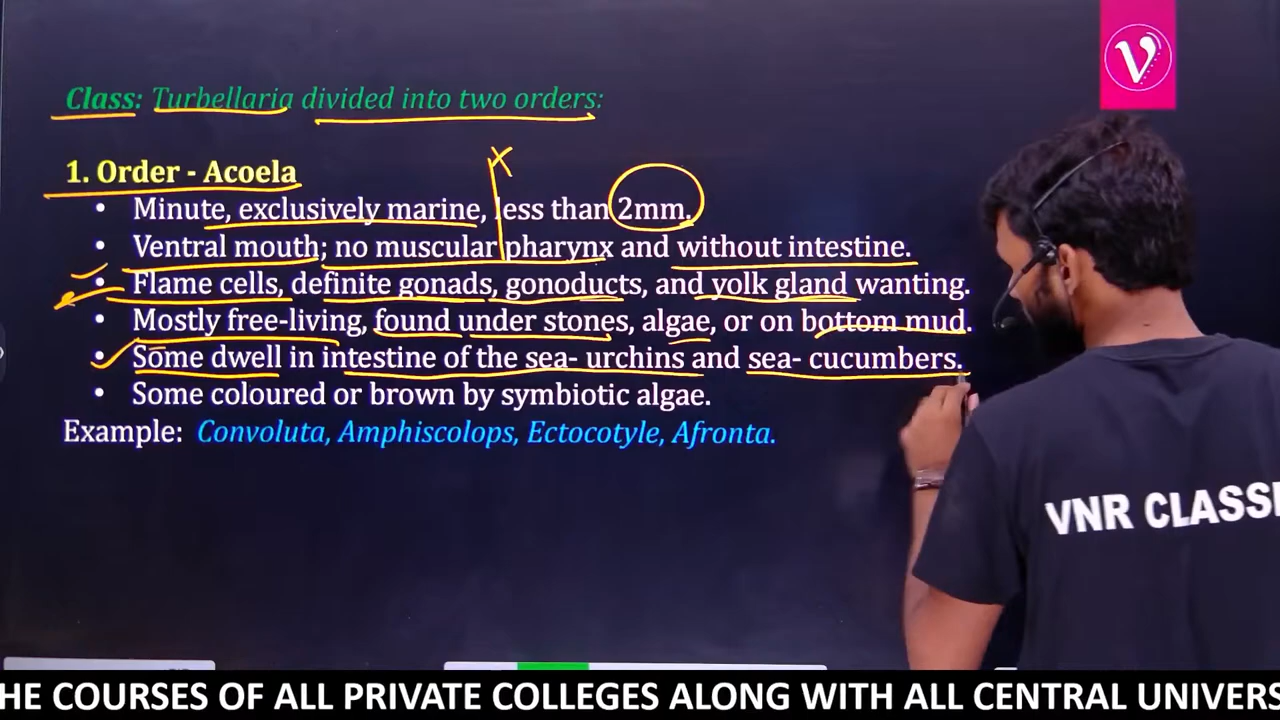 Class: Turbellaria divided into two orders:
1. Order - Acoela
• Minute, exclusively marine, less than 2mm.
• Ventral mouth; no muscular pharynx and without intestine.
• Flame cells, definite gonads, gonoducts, and yolk gland wanting.
• Mostly free-living, found under stones, algae, or on bottom mud.
• Some dwell in intestine of the sea- urchins and sea- cucumbers.
• Some coloured or brown by symbiotic algae.
Example: Convoluta, Amphiscolops, Ectocotyle, Afronta.
VNR CLASSE
HE COURSES OF ALL PRIVATE COLLEGES ALONG WITH ALL CENTRAL UNIVERS